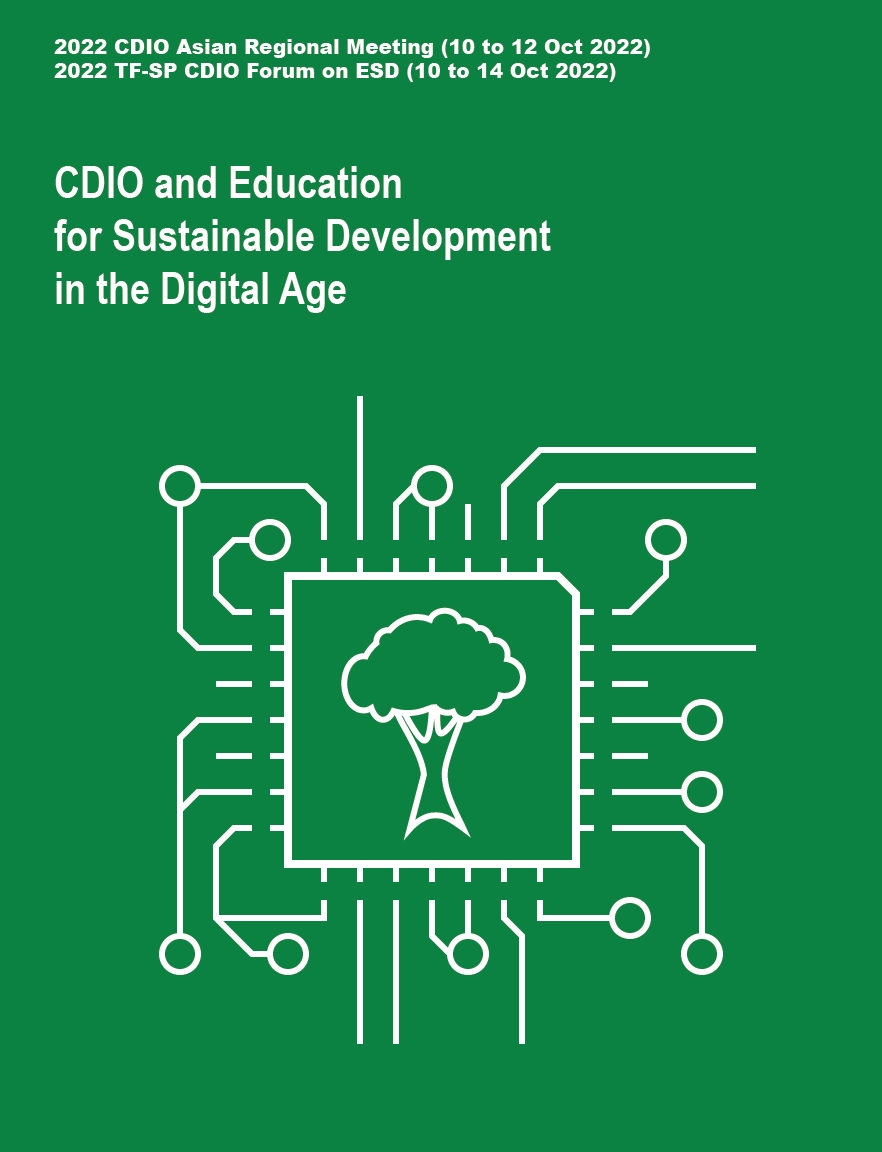 2022 CDIO Asian Regional Meeting (10 to 12 Oct 2022)
2022 TF-SP CDIO Forum on ESD (10 to 14 Oct 2022)
CDIO and Education
for Sustainable Development
in the Digital Age